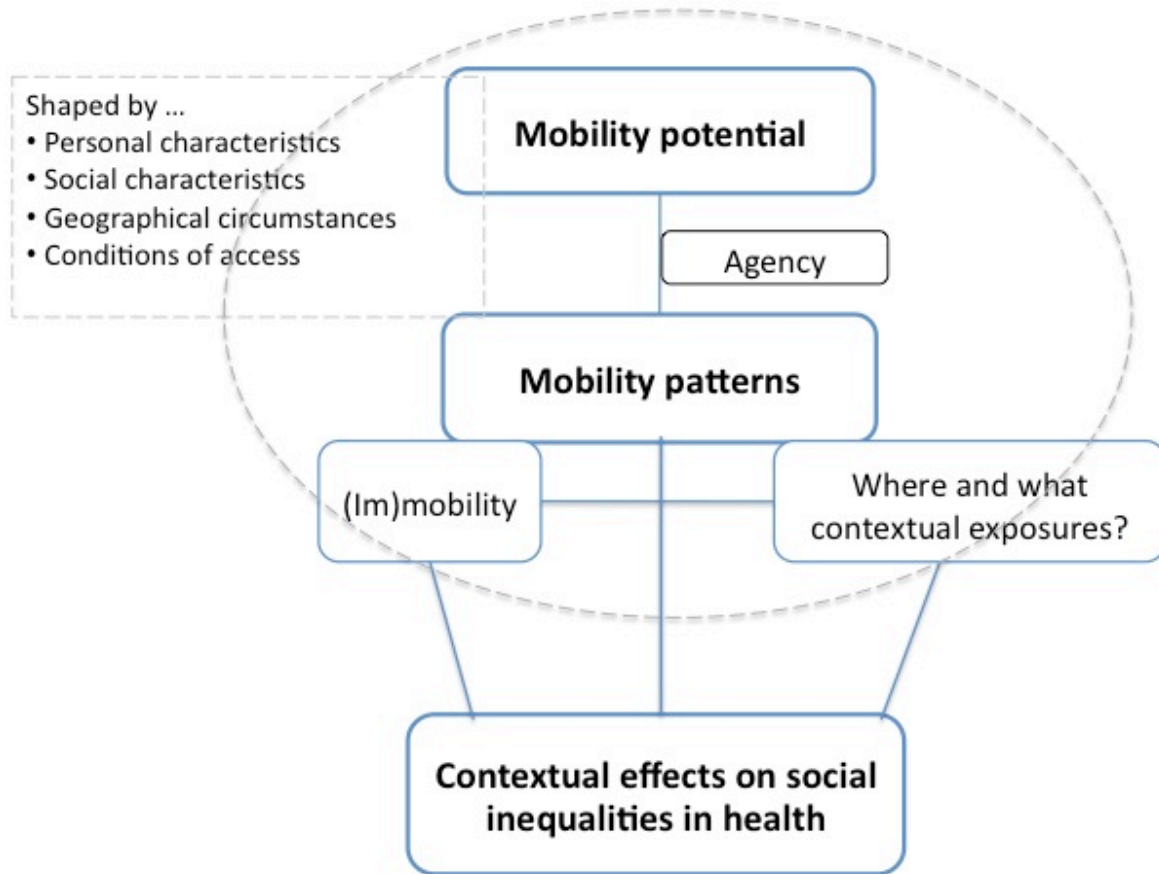 Shaped by ...
• Personal characteristics
• Social characteristics
• Geographical circumstances
• Conditions of access
Mobility potential
Agency
Mobility patterns
(Im)mobility
Where and what
contextual exposures?
Contextual effects on social
inequalities in health